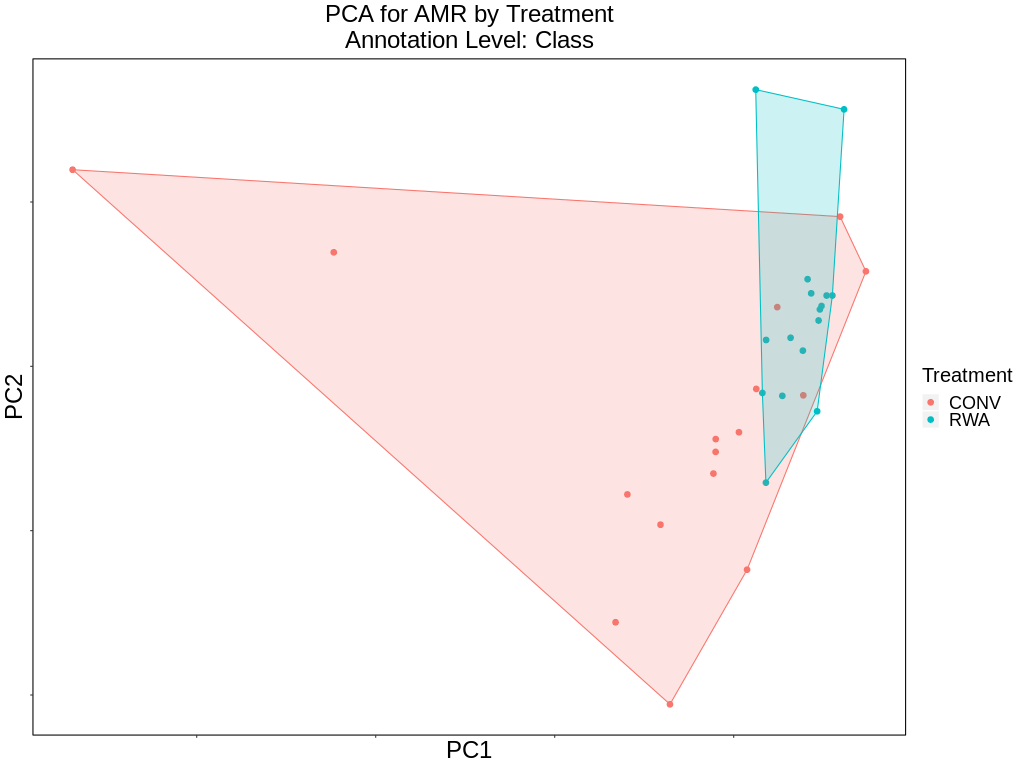 PCA for AMR by Treatment
Annotation Level: Class
PC2
PC1
Treatment
CONV
RWA